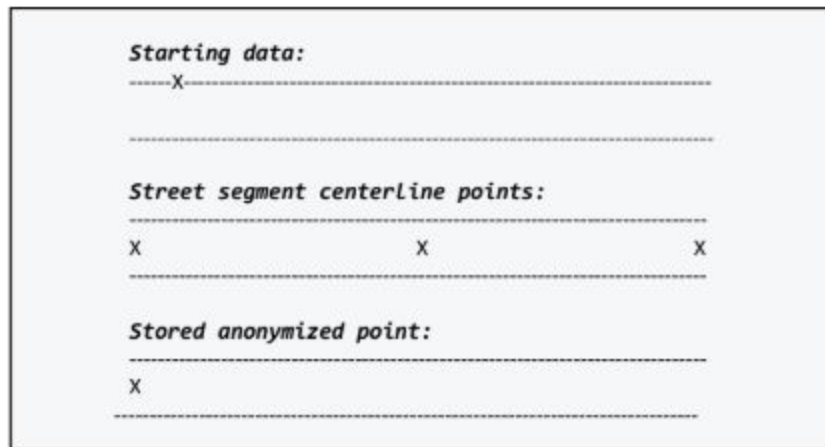 Starting data:
-----X---------------------------------------------------------------
----------------------------------------------------------------------
Street segment centerline points:
---------------------------------------------------------------------
X X X
---------------------------------------------------------------------
Stored anonymized point:
---------------------------------------------------------------------
X
----------------------------------------------------------------------